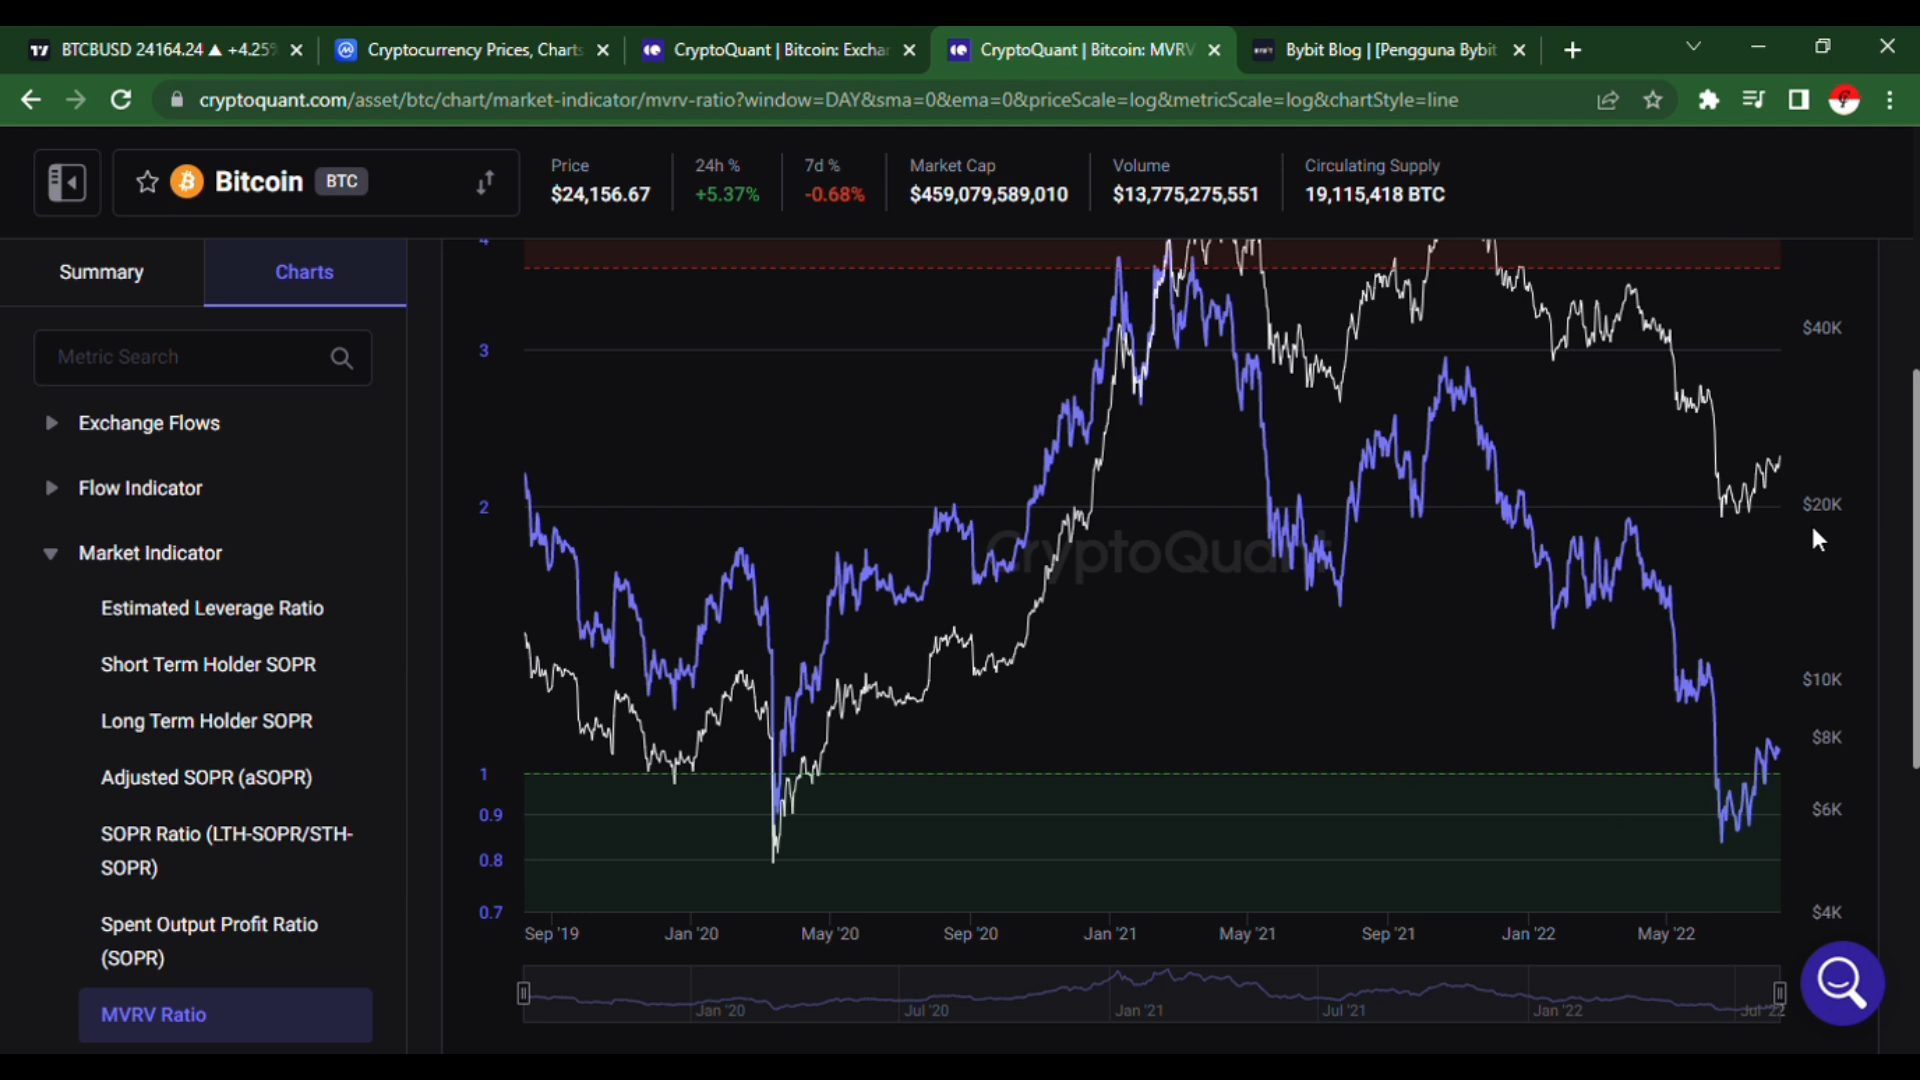 BTCBUSD 24164.24 ▲ +4.25%
Cryptocurrency Prices, Charts
CryptoQuant | Bitcoin: Exchan
CryptoQuant | Bitcoin: MVRV
Bybit Blog | [Pengguna Bybit
cryptoquant.com/asset/btc/chart/market-indicator/mvrv-ratio?window=DAY&sma=0&ema=0&priceScale=log&metricScale=log&chartStyle=line
Bitcoin BTC
Price
$24,156.67
24h %
+5.37%
7d %
-0.68%
Market Cap
$459,079,589,010
Volume
$13,775,275,551
Circulating Supply
19,115,418 BTC
Summary
Charts
Metric Search
Exchange Flows
Flow Indicator
Market Indicator
Estimated Leverage Ratio
Short Term Holder SOPR
Long Term Holder SOPR
Adjusted SOPR (aSOPR)
SOPR Ratio (LTH-SOPR/STH-
SOPR)
Spent Output Profit Ratio
(SOPR)
MVRV Ratio
4
3
2
1
0.9
0.8
0.7
CryptoQuant
$40K
$20K
$10K
$8K
$6K
$4K
Sep '19 Jan '20 May '20 Sep '20 Jan '21 May '21 Sep '21 Jan '22 May '22
Jan '20 Jul '20 Jan '21 Jul '21 Jan '22 Jul '22